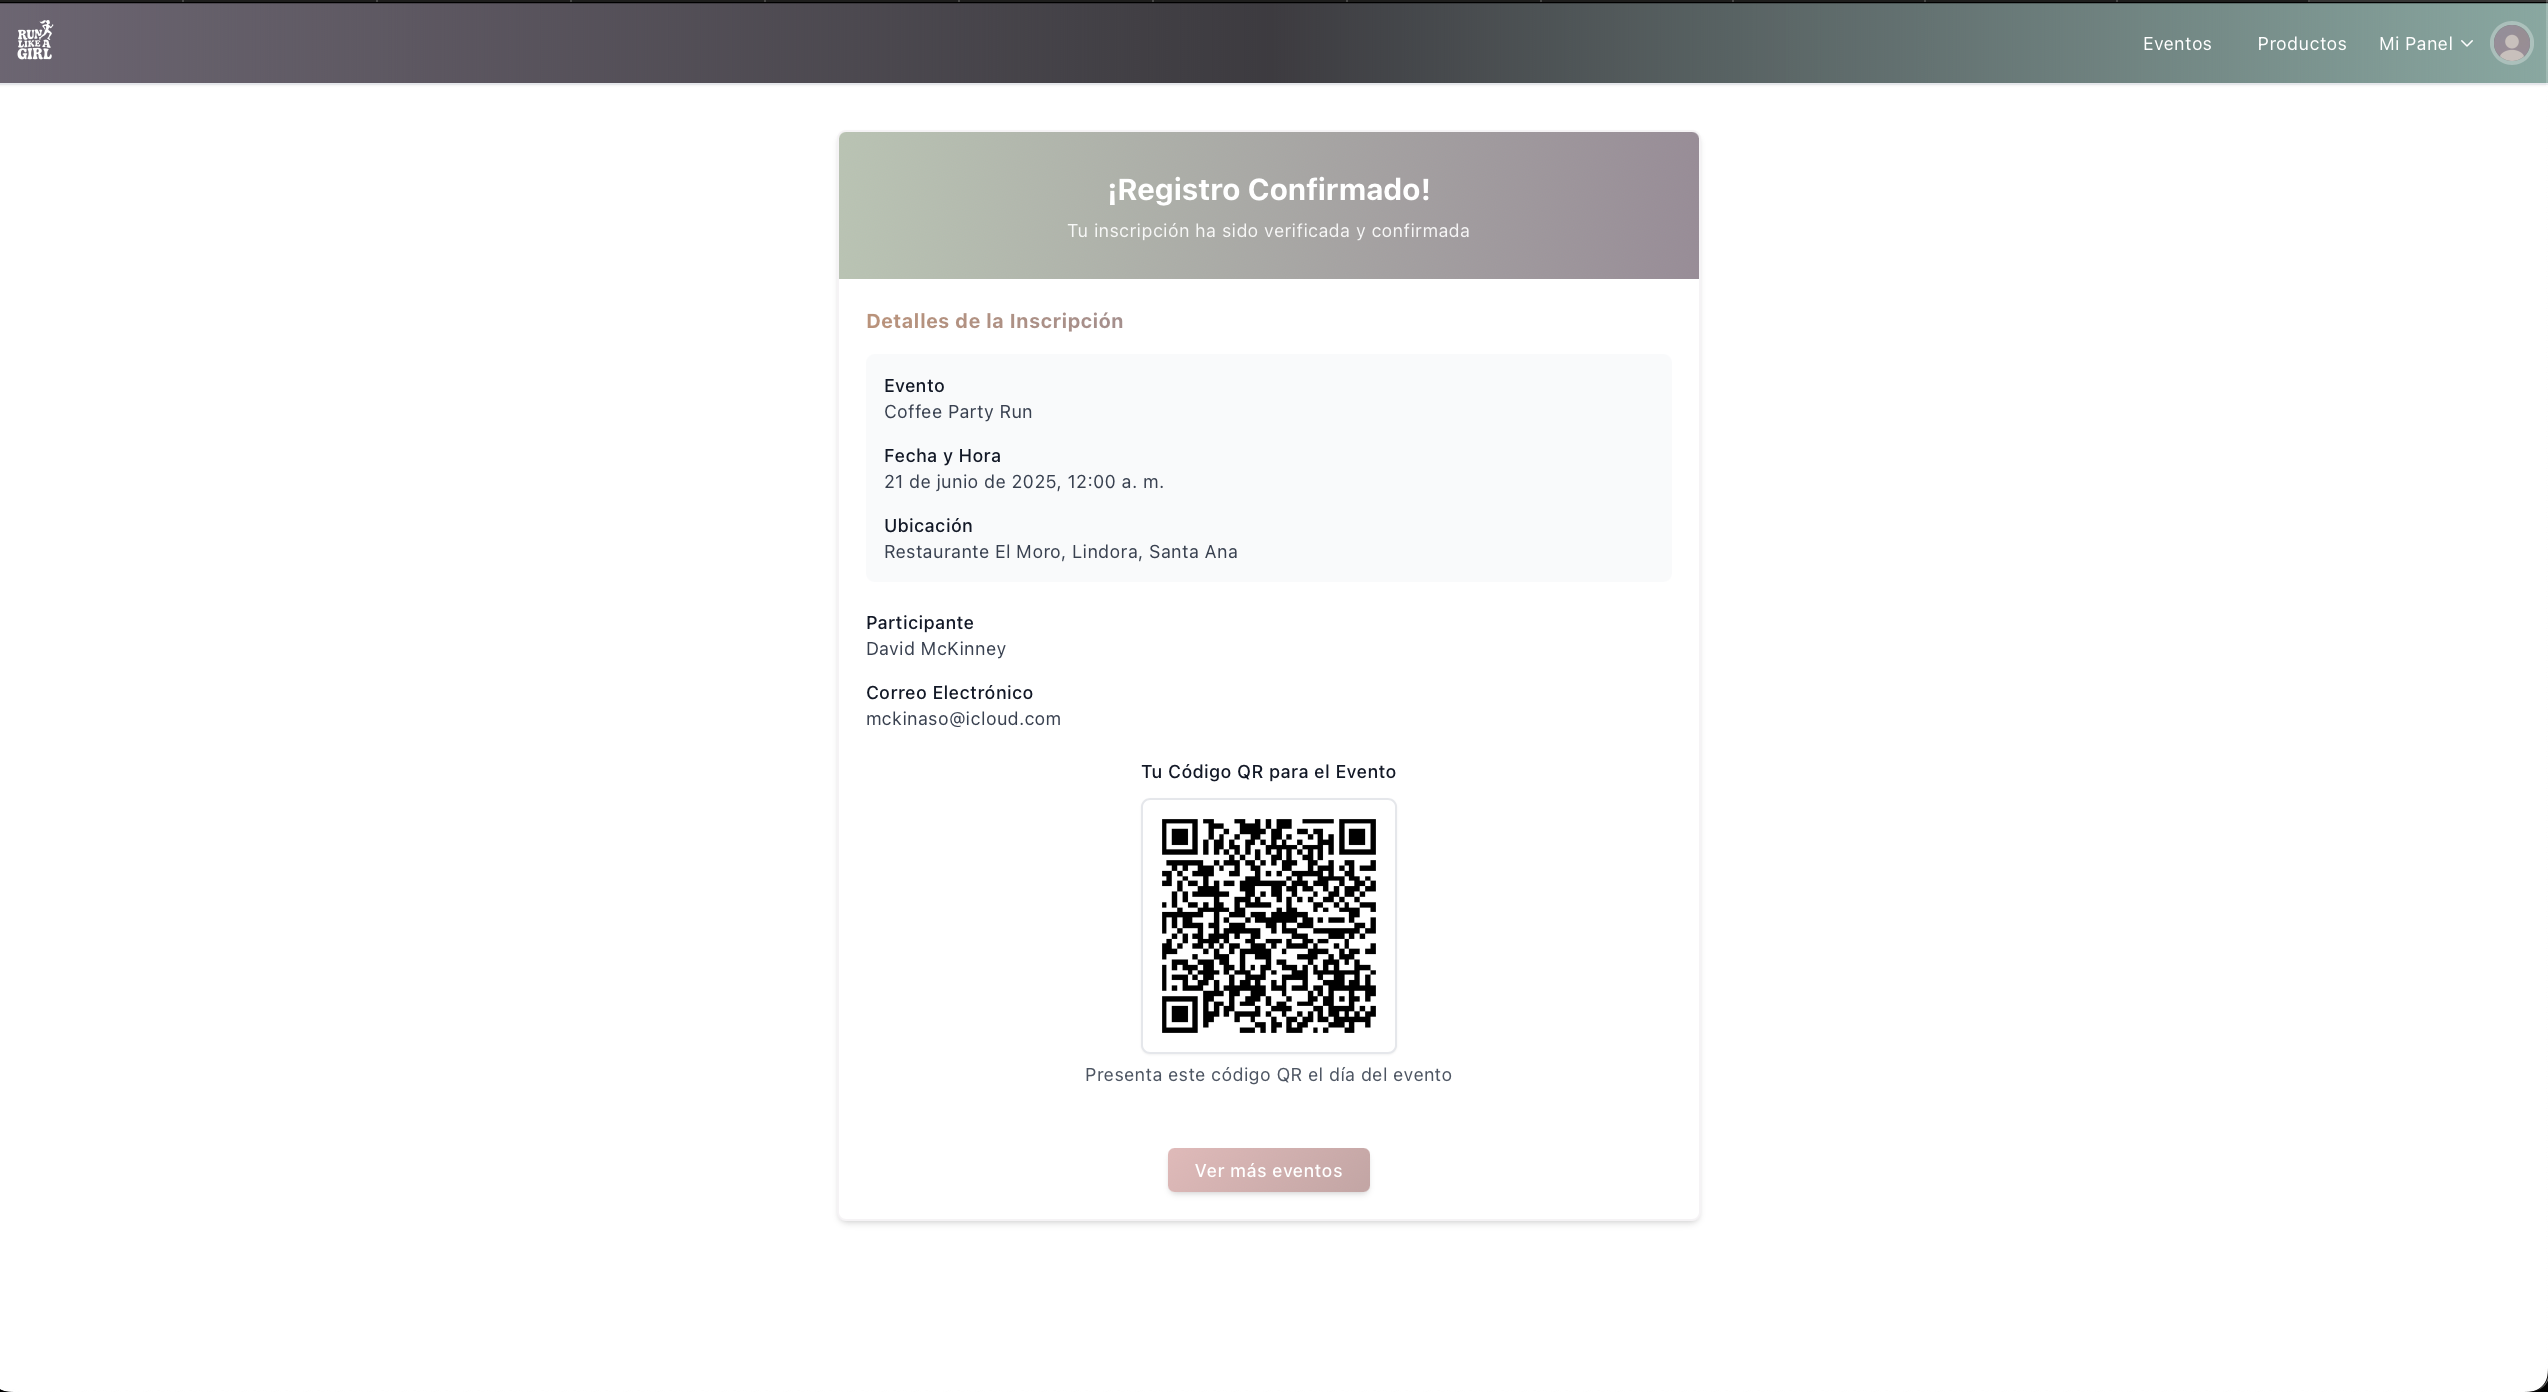 RUN
LIKE A
GIRL
Eventos
Productos
Mi Panel
¡Registro Confirmado!
Tu inscripción ha sido verificada y confirmada
Detalles de la Inscripción
Evento
Coffee Party Run
Fecha y Hora
21 de junio de 2025, 12:00 a. m.
Ubicación
Restaurante El Moro, Lindora, Santa Ana
Participante
David McKinney
Correo Electrónico
mckinaso@icloud.com
Tu Código QR para el Evento
Presenta este código QR el día del evento
Ver más eventos